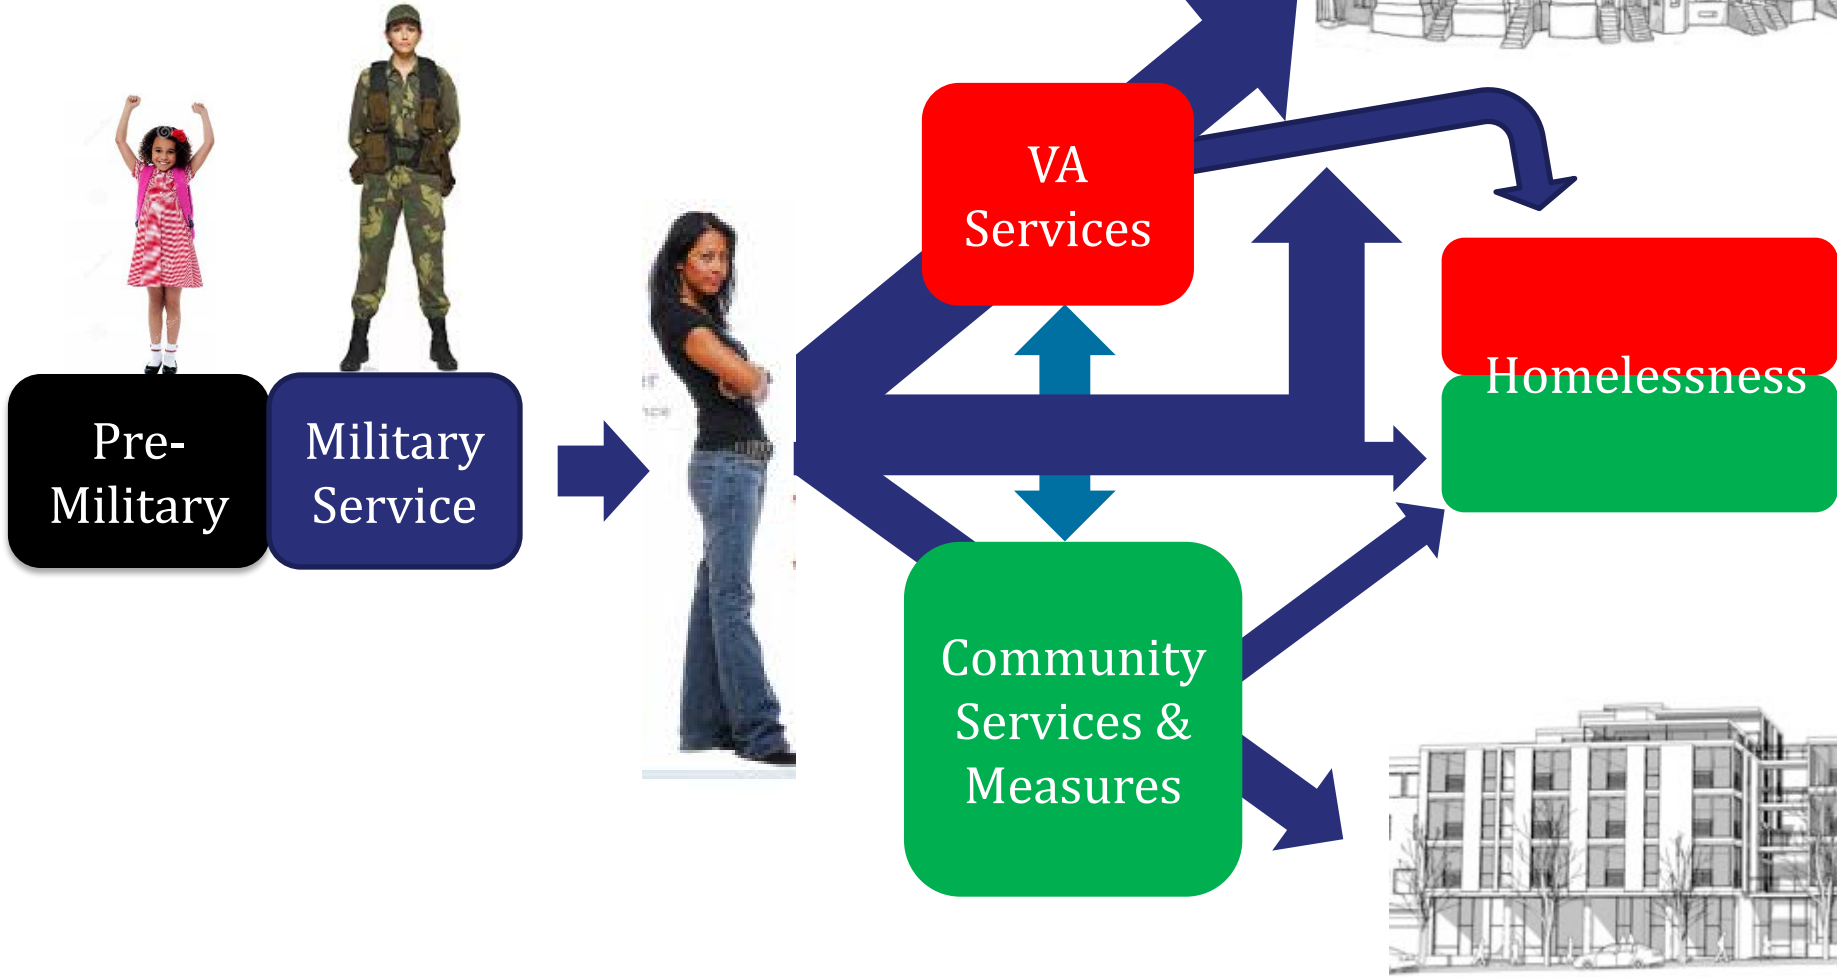 Pre-
Military
Military
Service
VA
Services
Community
Services &
Measures
Homelessness